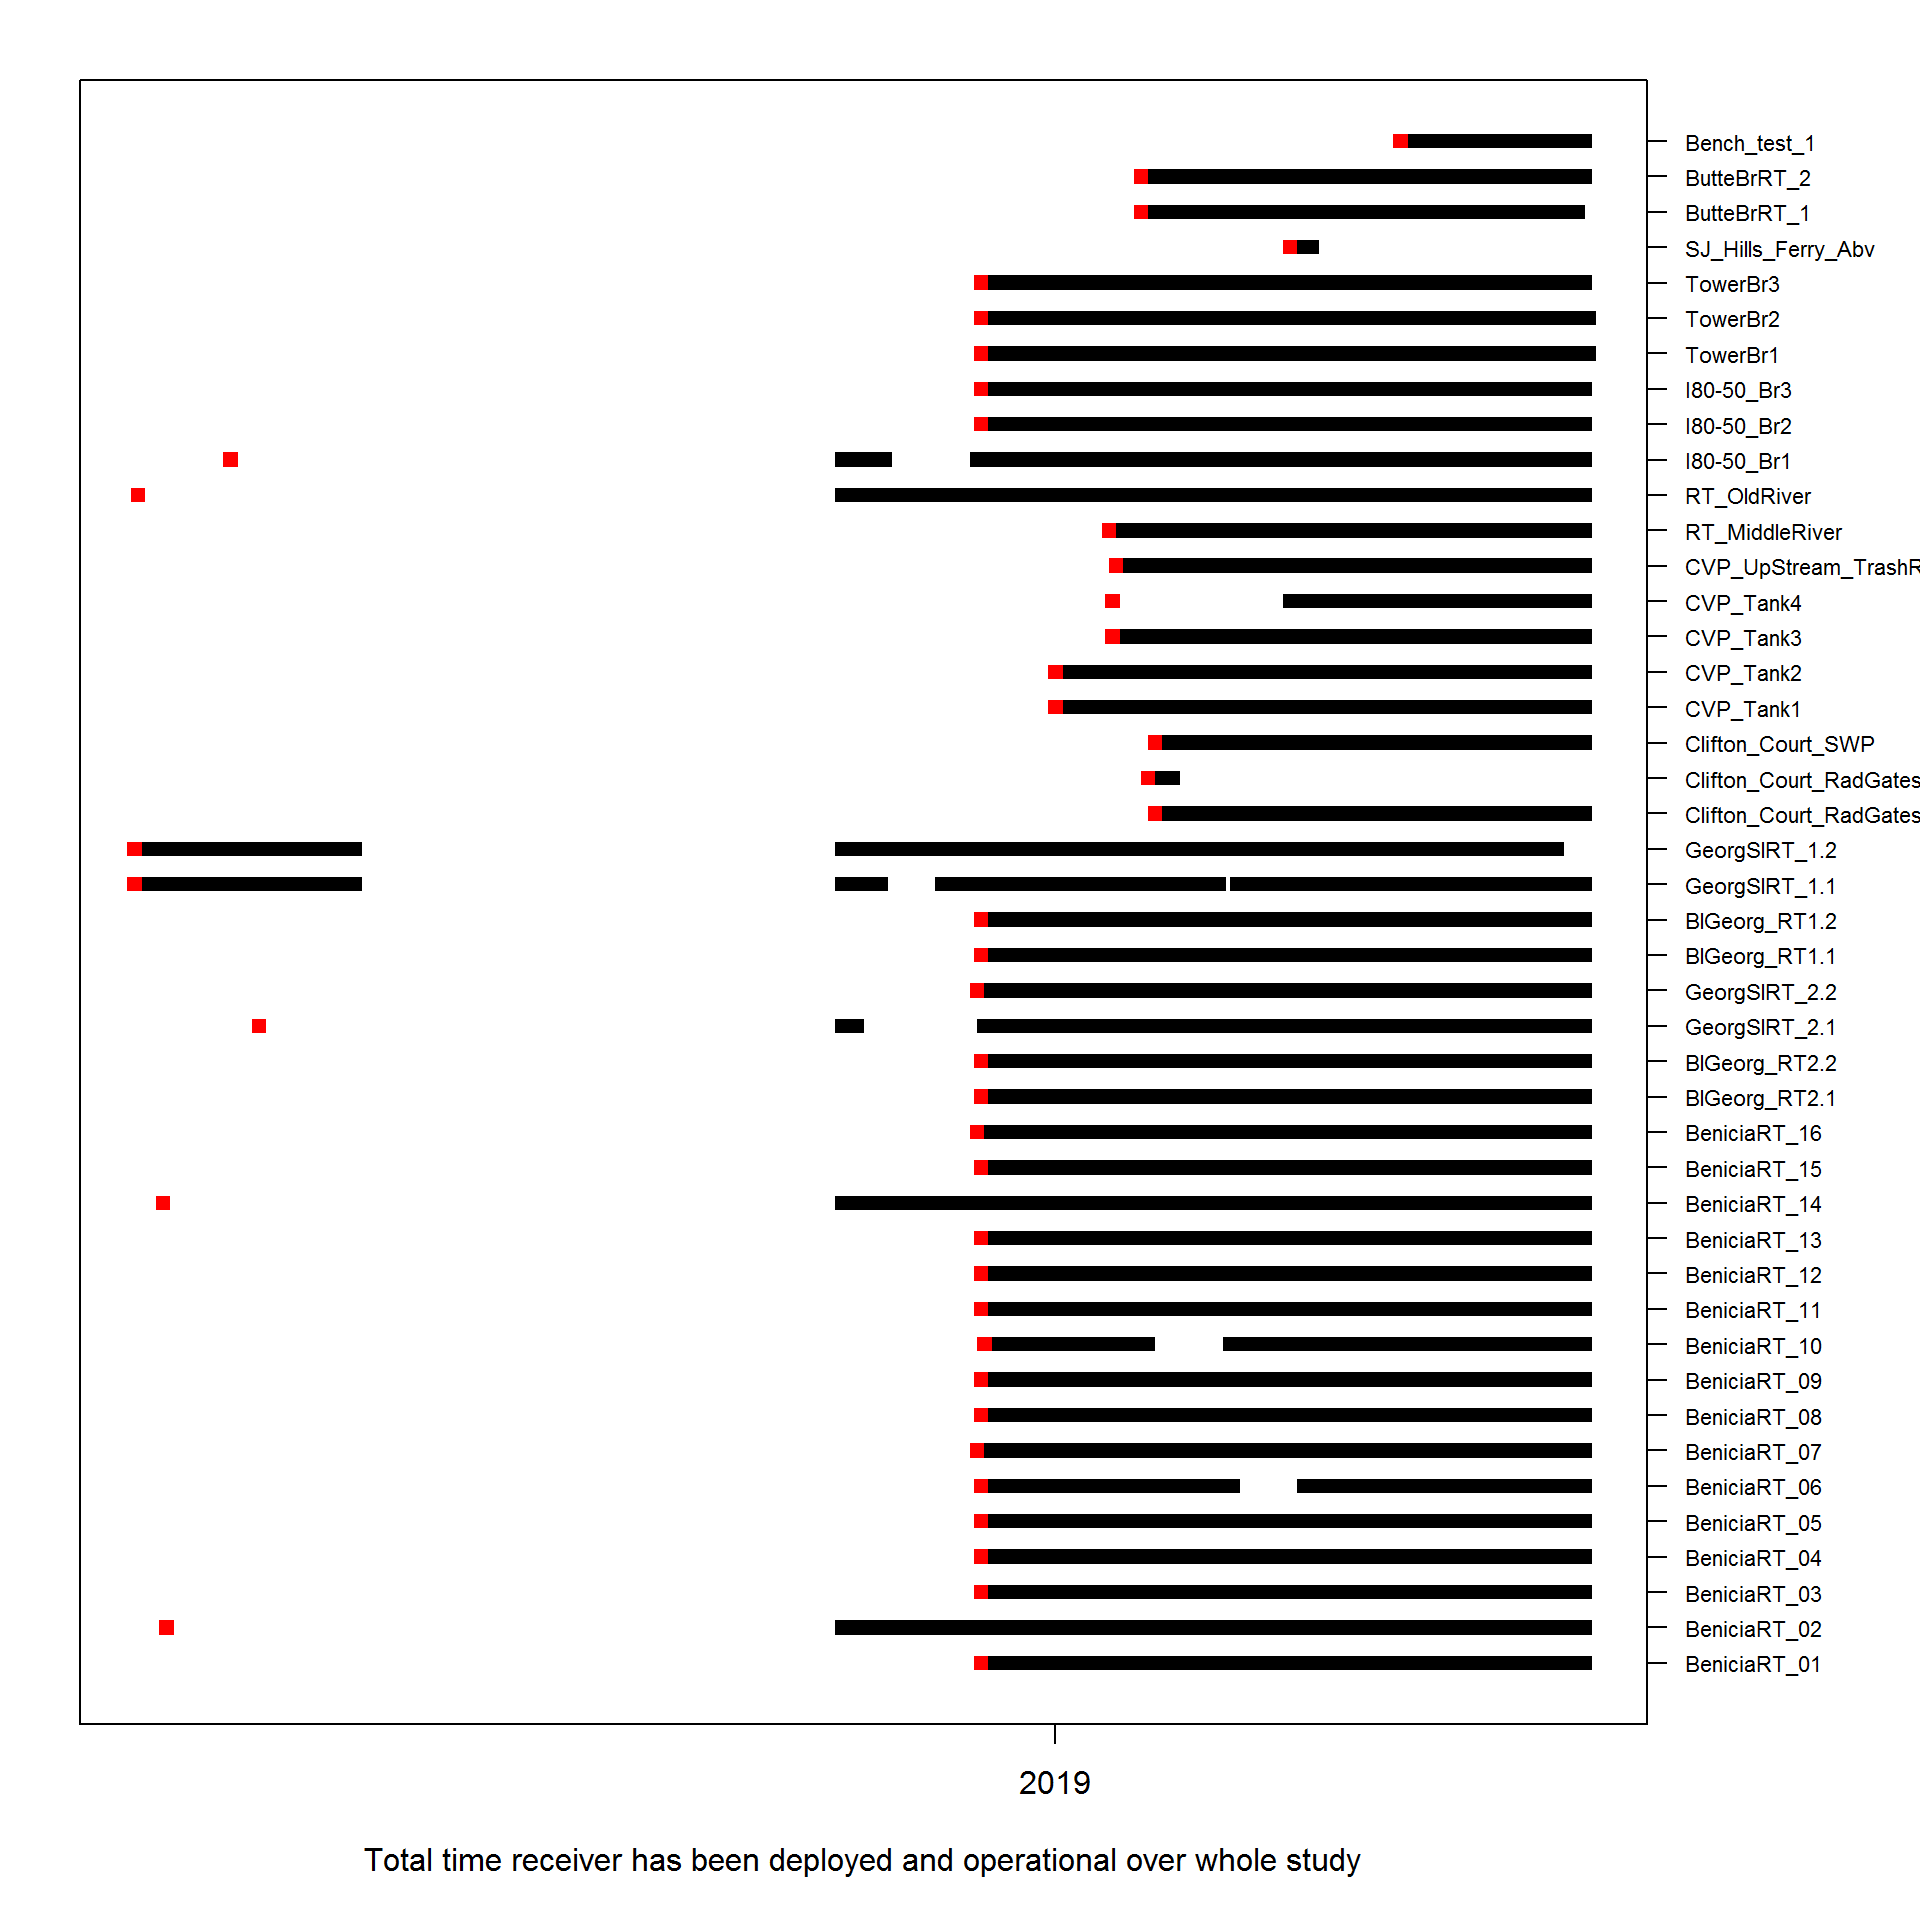 Bench_test_1
ButteBrRT_2
ButteBrRT_1
SJ_Hills_Ferry_Abv
TowerBr3
TowerBr2
TowerBr1
I80-50_Br3
I80-50_Br2
I80-50_Br1
RT_OldRiver
RT_MiddleRiver
CVP_UpStream_TrashR
CVP_Tank4
CVP_Tank3
CVP_Tank2
CVP_Tank1
Clifton_Court_SWP
Clifton_Court_RadGates
Clifton_Court_RadGates
GeorgSlRT_1.2
GeorgSlRT_1.1
BlGeorg_RT1.2
BlGeorg_RT1.1
GeorgSlRT_2.2
GeorgSlRT_2.1
BlGeorg_RT2.2
BlGeorg_RT2.1
BeniciaRT_16
BeniciaRT_15
BeniciaRT_14
BeniciaRT_13
BeniciaRT_12
BeniciaRT_11
BeniciaRT_10
BeniciaRT_09
BeniciaRT_08
BeniciaRT_07
BeniciaRT_06
BeniciaRT_05
BeniciaRT_04
BeniciaRT_03
BeniciaRT_02
BeniciaRT_01
2019
Total time receiver has been deployed and operational over whole study